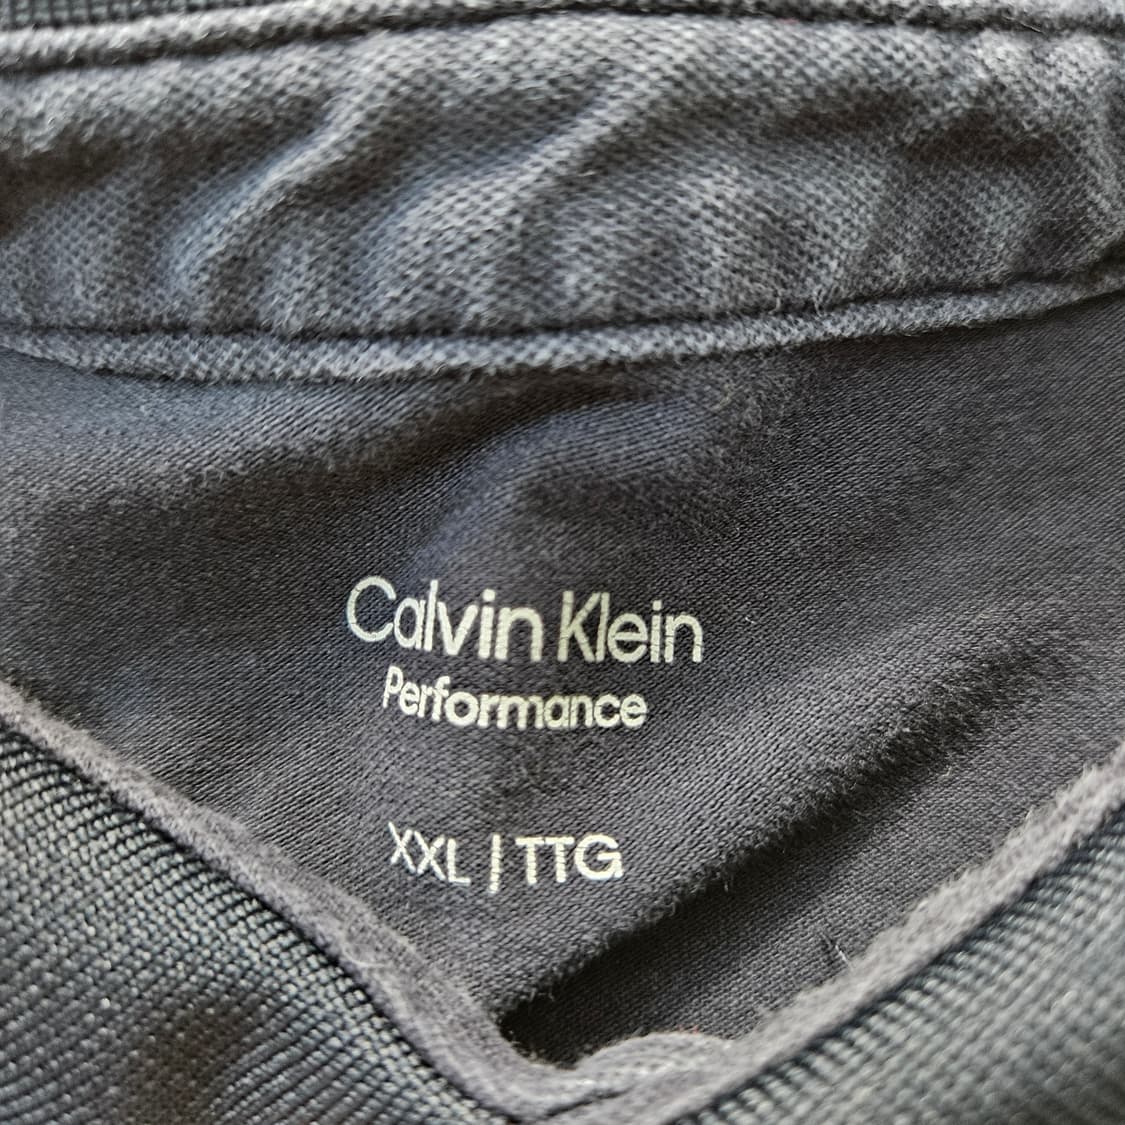 Calvin Klein
Performance
XXL | TTG